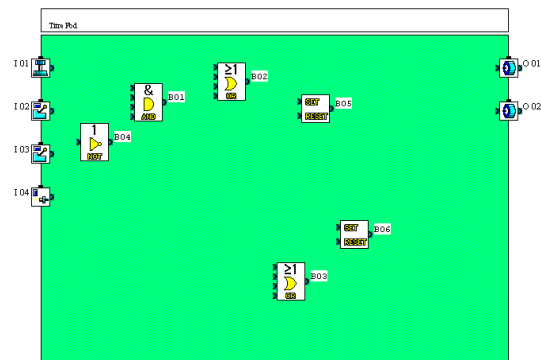 Titre Fbd
I 01
I 02
I 03
I 04
1
NOT
B04
&
AND
B01
≥1
OR
B02
SET
RESET
B05
SET
RESET
B06
≥1
OR
B03
O 01
O 02